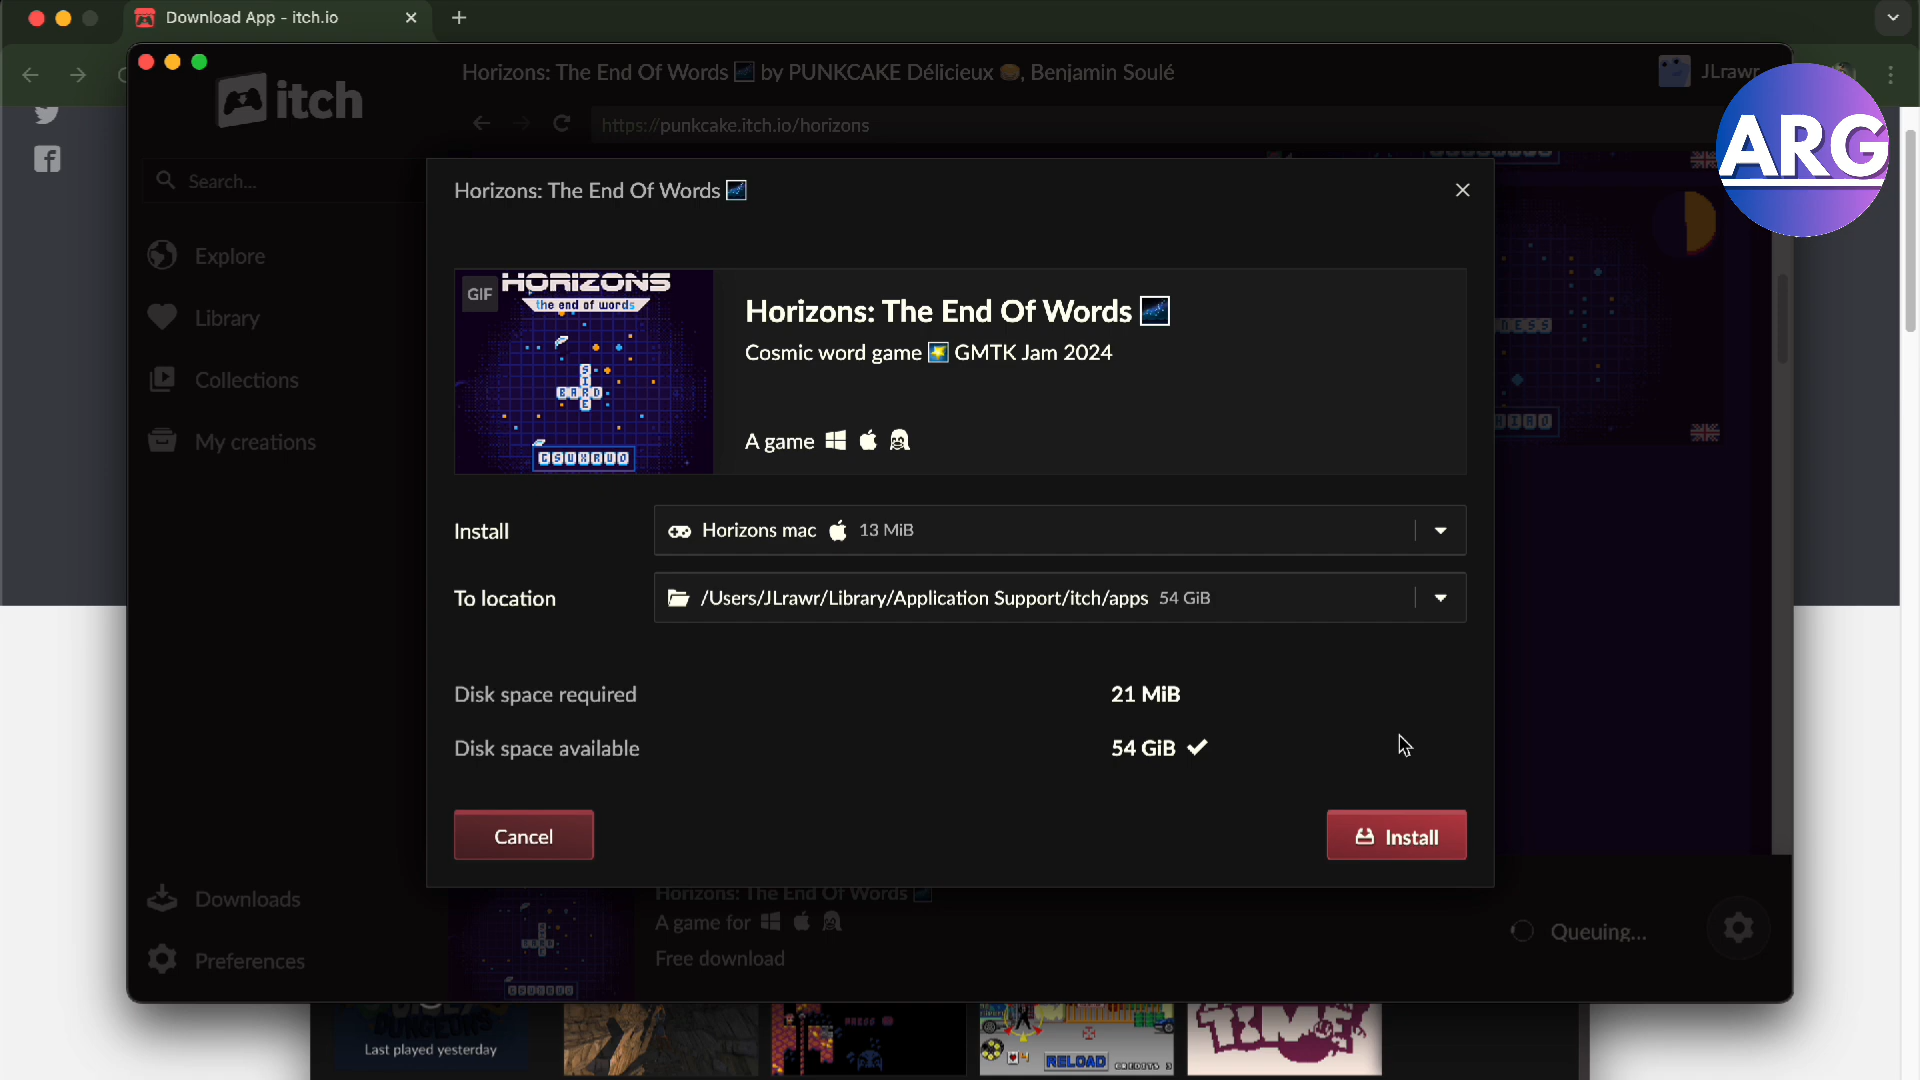 Download App - itch.io
itch
Horizons: The End Of Words by PUNKCAKE Délicieux, Benjamin Soulé
JLrawr
https://punkcake.itch.io/horizons
ARG
Search...
Horizons: The End Of Words
Explore
Library
Collections
My creations
GIF
HORIZONS
the end of words
BARD
CSUXRUO
Horizons: The End Of Words
Cosmic word game GMTK Jam 2024
A game
Install
Horizons mac 13 MiB
To location
/Users/JLrawr/Library/Application Support/itch/apps 54 GiB
Disk space required
21 MiB
Disk space available
54 GiB
Cancel
Install
Downloads
Preferences
Horizons: The End Of Words
A game for
Free download
Queuing...
Last played yesterday
RELOAD
TIME